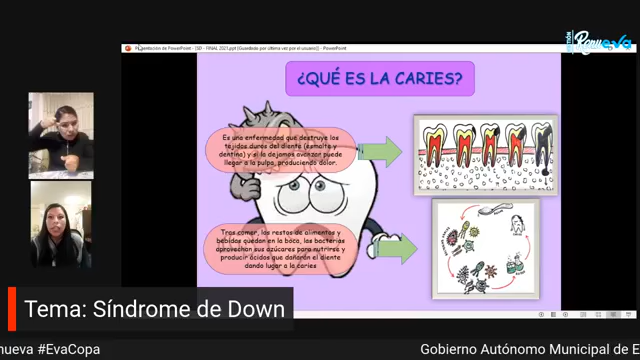 Presentación de PowerPoint - [SD - FINAL 2021.ppt [Guardado por última vez por el usuario]] - PowerPoint
GESTIÓN Renueva
¿QUÉ ES LA CARIES?
Es una enfermedad que destruye los
tejidos duros del diente (esmalte y
dentina) y si la dejamos avanzar puede
llegar a la pulpa, produciendo dolor.
Tras comer, los restos de alimentos y
bebidas quedan en la boca, las bacterias
aprovechan sus azúcares para nutrirse y
producir ácidos que dañarán el diente
dando lugar a la caries
Tema: Síndrome de Down
nueva #EvaCopa
Gobierno Autónomo Municipal de E